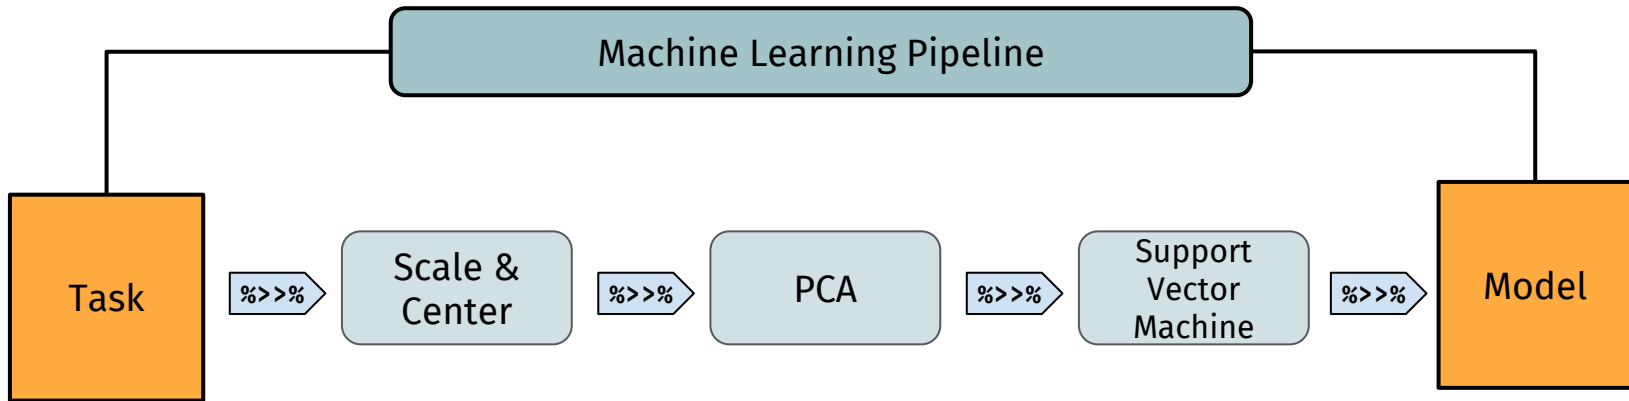 Machine Learning Pipeline
Task
%>>%
Scale &
Center
%>>%
PCA
%>>%
Support
Vector
Machine
%>>%
Model